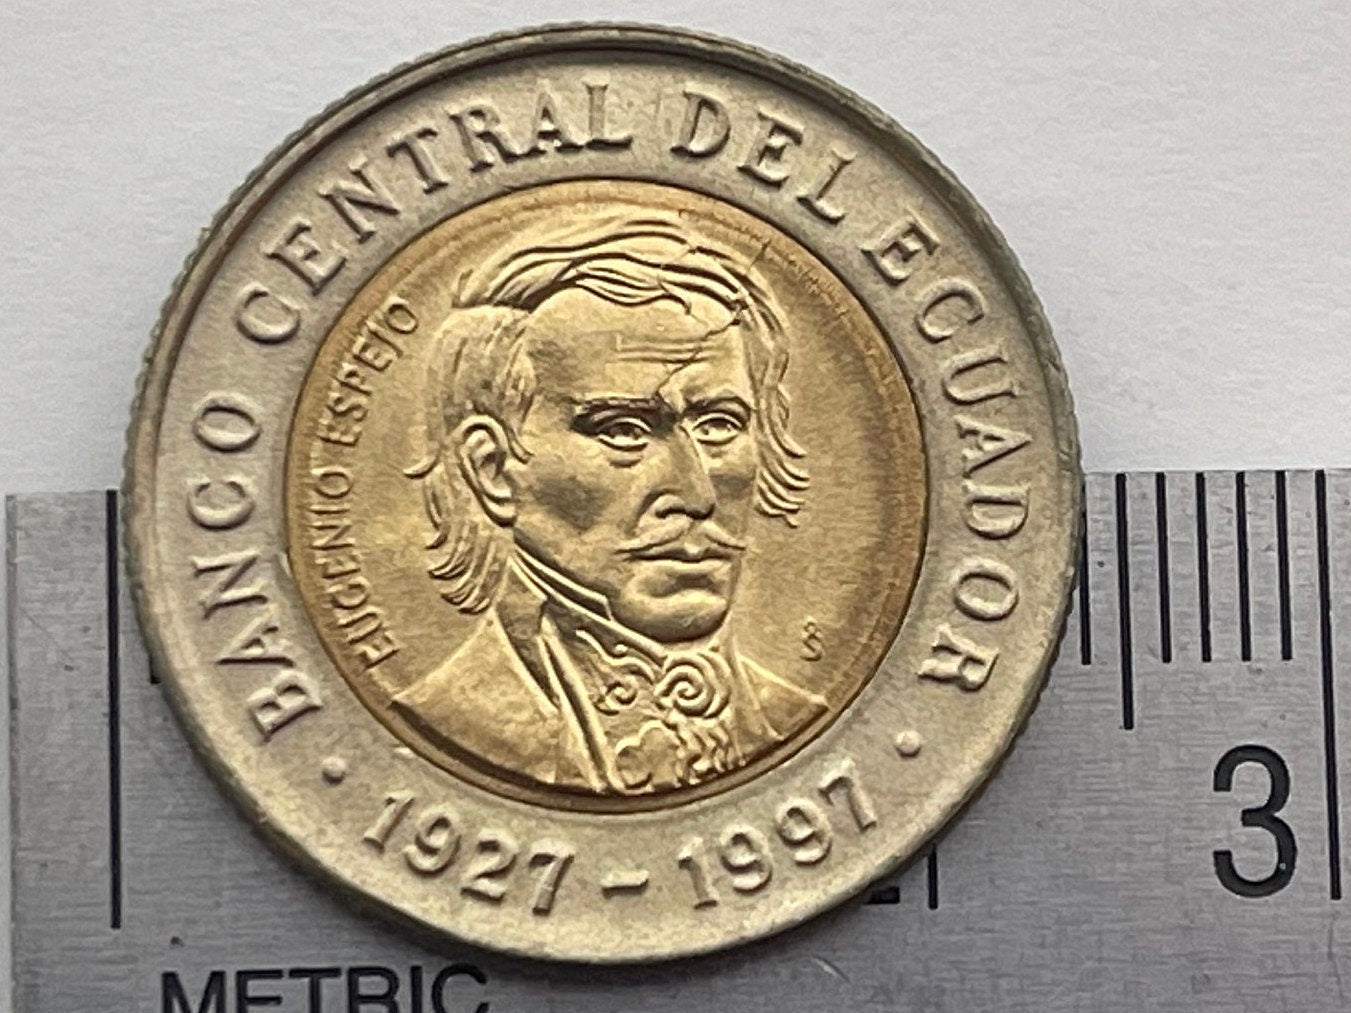 BANCO CENTRAL DEL ECUADOR
EUGENIO ESPEJO
· 1927 - 1997 ·
3
METRIC